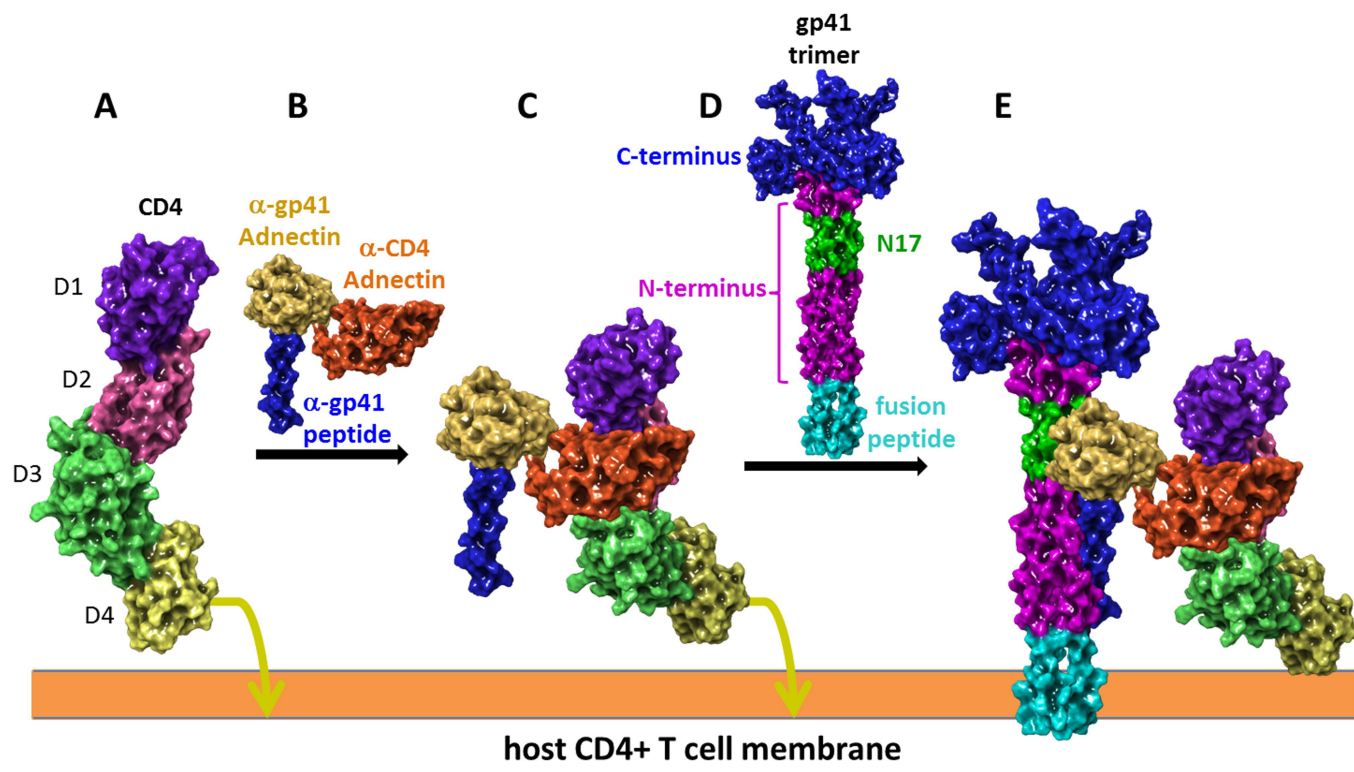 gp41
trimer
A
B
C
D
E
C-terminus
CD4
α-gp41
Adnectin
α-CD4
Adnectin
N17
D1
N-terminus
D2
α-gp41
peptide
fusion
peptide
D3
D4
host CD4+ T cell membrane